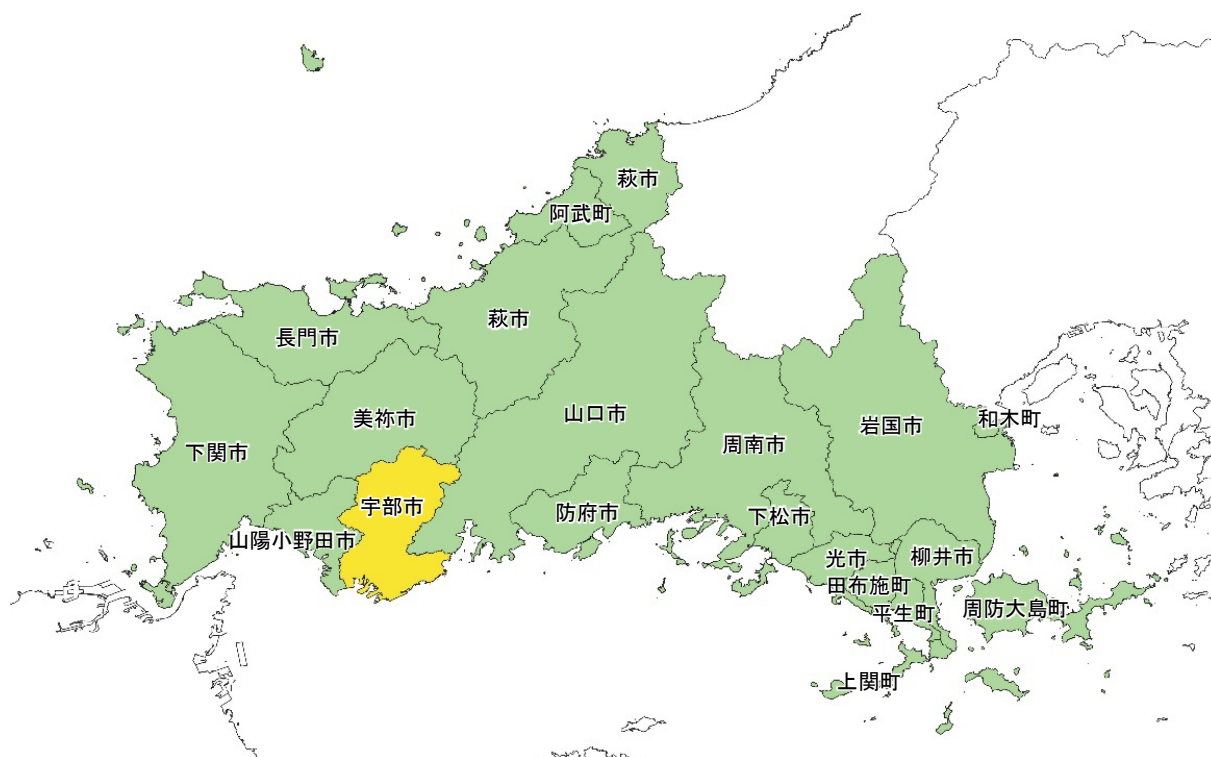 萩市
阿武町
萩市
長門市
美祢市
山口市
和木町
岩国市
周南市
下関市
宇部市
防府市
下松市
山陽小野田市
光市
柳井市
田布施町
平生町
周防大島町
上関町